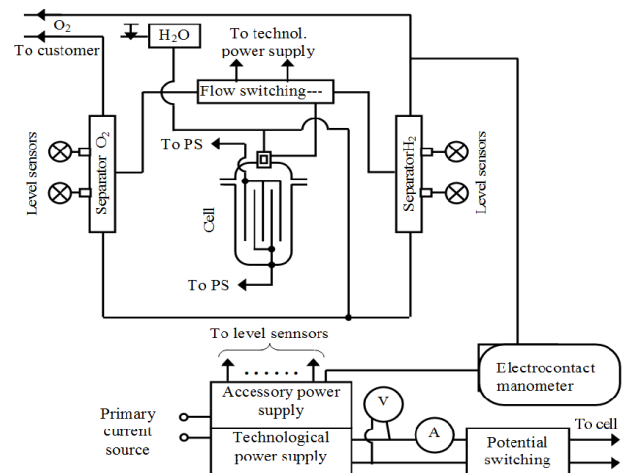 O2
To customer
H2O
To technol.
power supply
Flow switching---
Level sensors
Separator O2
To PS
Cell
To PS
Separator H2
Level sensors
To level sennsors
Electrocontact
manometer
Accessory power
supply
Primary
current
source
Technological
power supply
V
A
Potential
switching
To cell